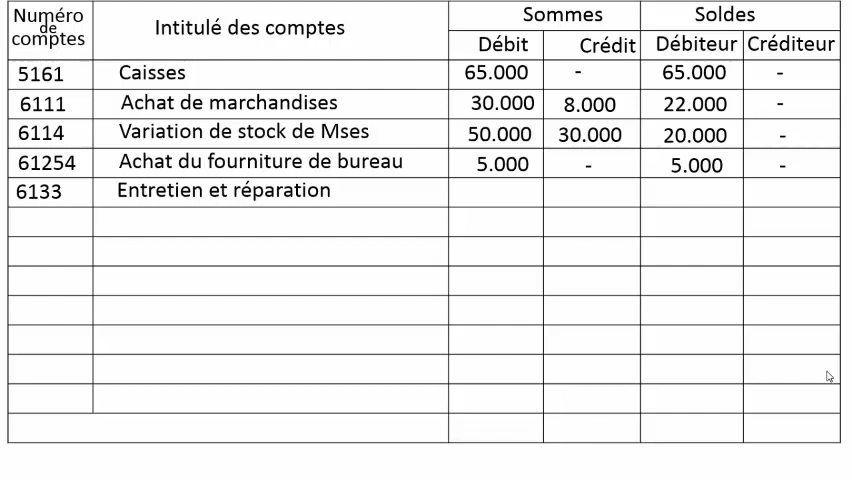 Numéro de comptes Intitulé des comptes Sommes Soldes
Débit Crédit Débiteur Créditeur
5161 Caisses 65.000 - 65.000 -
6111 Achat de marchandises 30.000 8.000 22.000 -
6114 Variation de stock de Mses 50.000 30.000 20.000 -
61254 Achat du fourniture de bureau 5.000 - 5.000 -
6133 Entretien et réparation